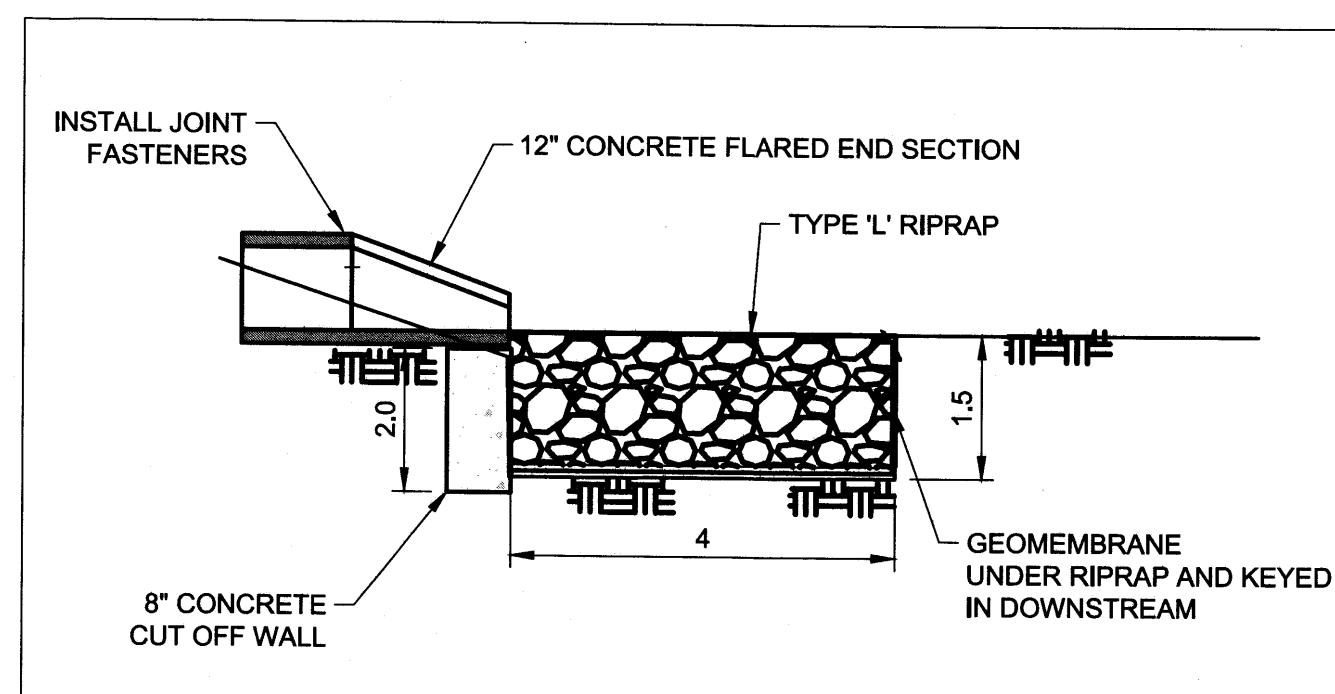 INSTALL JOINT
FASTENERS
12" CONCRETE FLARED END SECTION
TYPE 'L' RIPRAP
2.0
1.5
4
GEOMEMBRANE
UNDER RIPRAP AND KEYED
IN DOWNSTREAM
8" CONCRETE
CUT OFF WALL